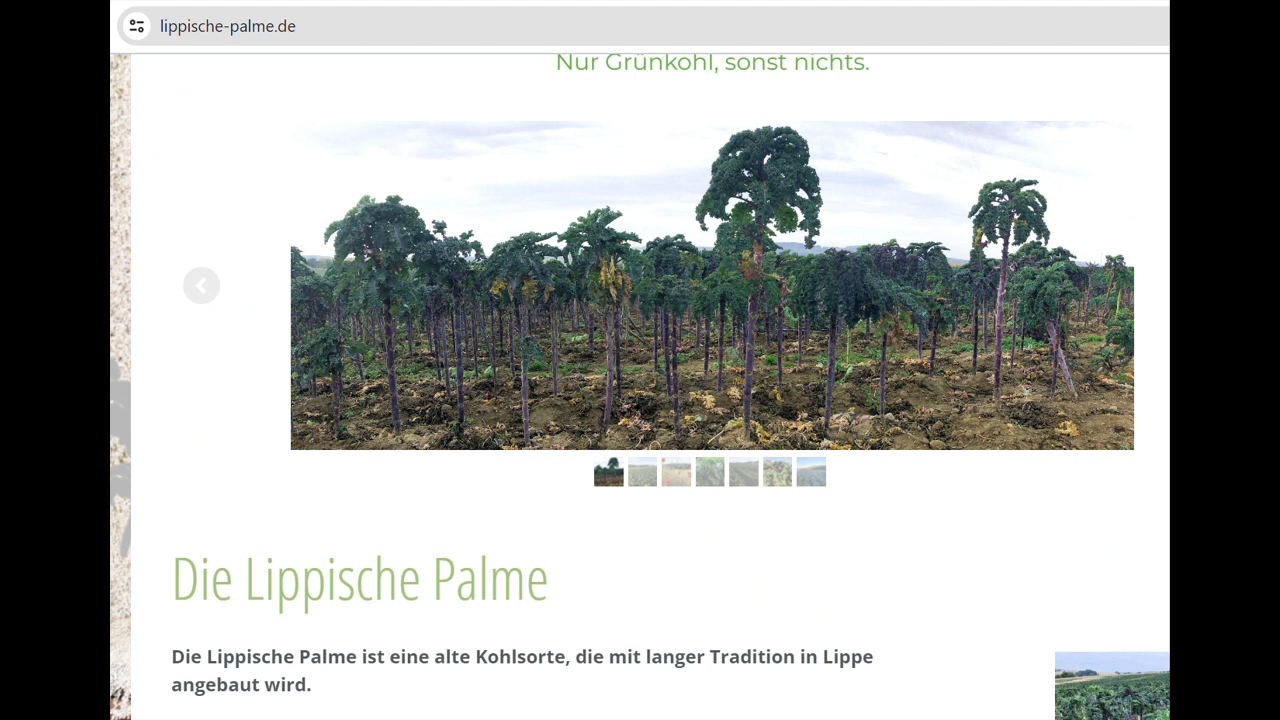 lippische-palme.de
Nur Grünkohl, sonst nichts.
Die Lippische Palme
Die Lippische Palme ist eine alte Kohlsorte, die mit langer Tradition in Lippe
angebaut wird.